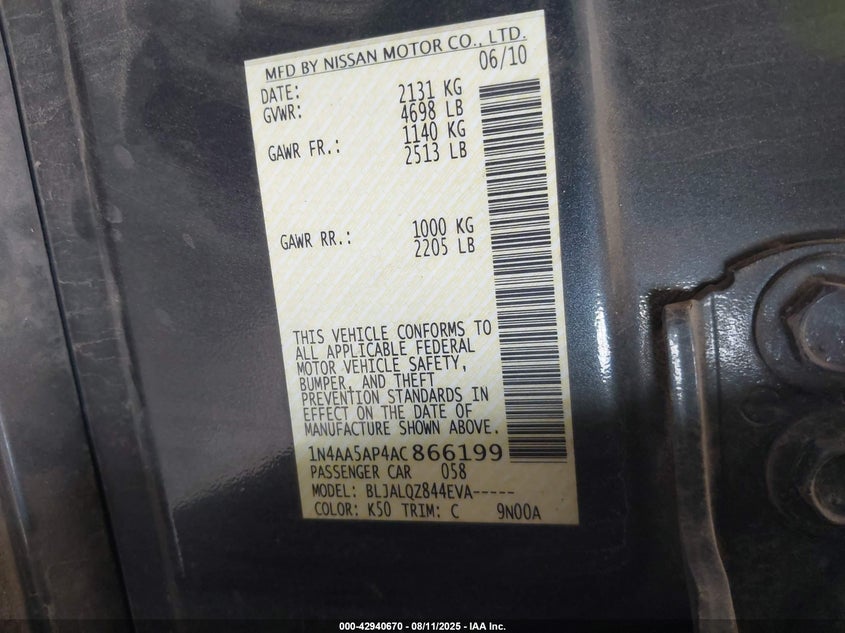 MFD BY NISSAN MOTOR CO., LTD.
DATE: 06/10
GVWR: 2131 KG
4698 LB
GAWR FR.: 1140 KG
2513 LB
GAWR RR.: 1000 KG
2205 LB
THIS VEHICLE CONFORMS TO
ALL APPLICABLE FEDERAL
MOTOR VEHICLE SAFETY,
BUMPER, AND THEFT
PREVENTION STANDARDS IN
EFFECT ON THE DATE OF
MANUFACTURE SHOWN ABOVE.
1N4AA5AP4AC866199
PASSENGER CAR 058
MODEL: BLJALQZ844EVA-----
COLOR: K50 TRIM: C 9N00A
000-42940670 - 08/11/2025 - IAA Inc.